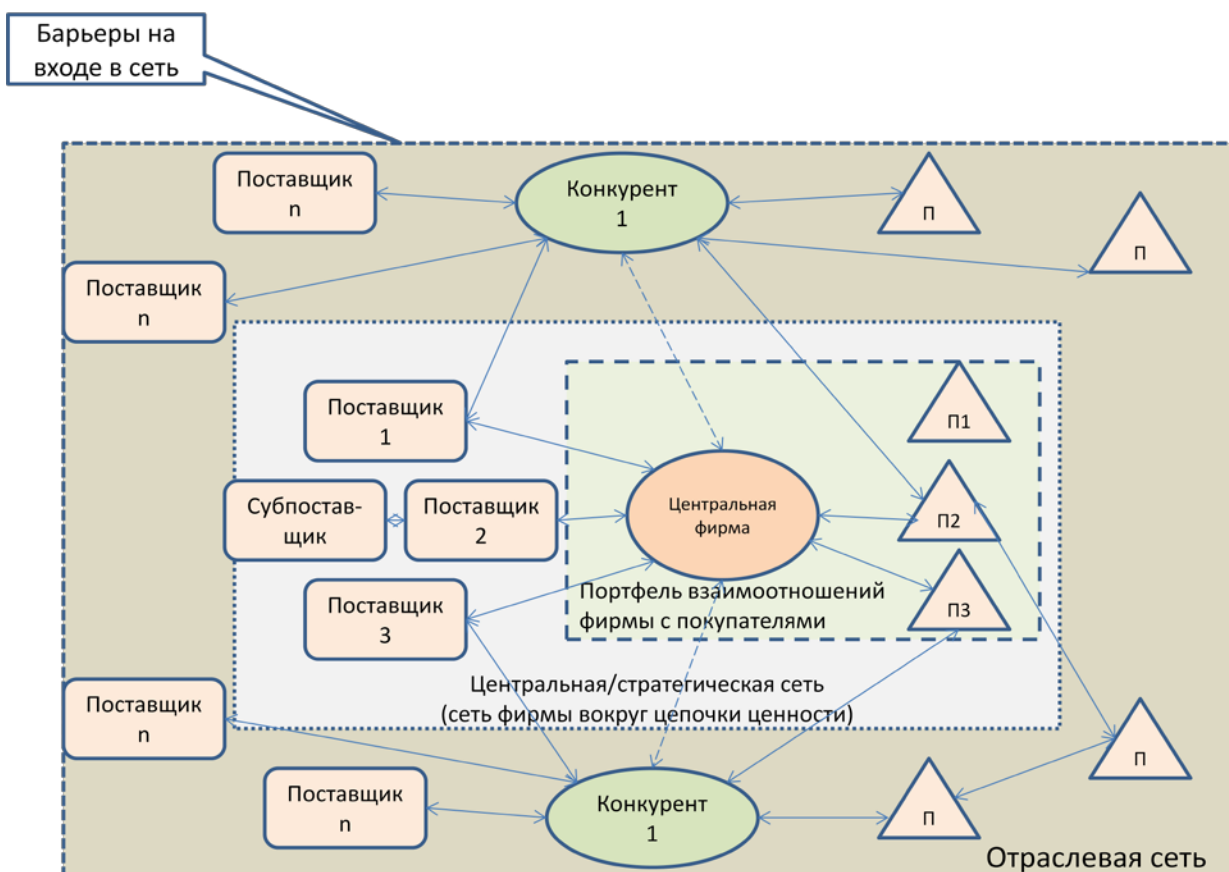 Барьеры на
входе в сеть
Поставщик
n
Конкурент
1
П
П
Поставщик
n
Поставщик
1
П1
Субпостав-
щик
Поставщик
2
Центральная
фирма
П2
Поставщик
3
Портфель взаимоотношений
фирмы с покупателями
П3
Центральная/стратегическая сеть
(сеть фирмы вокруг цепочки ценности)
Поставщик
n
П
Поставщик
n
Конкурент
1
П
Отраслевая сеть